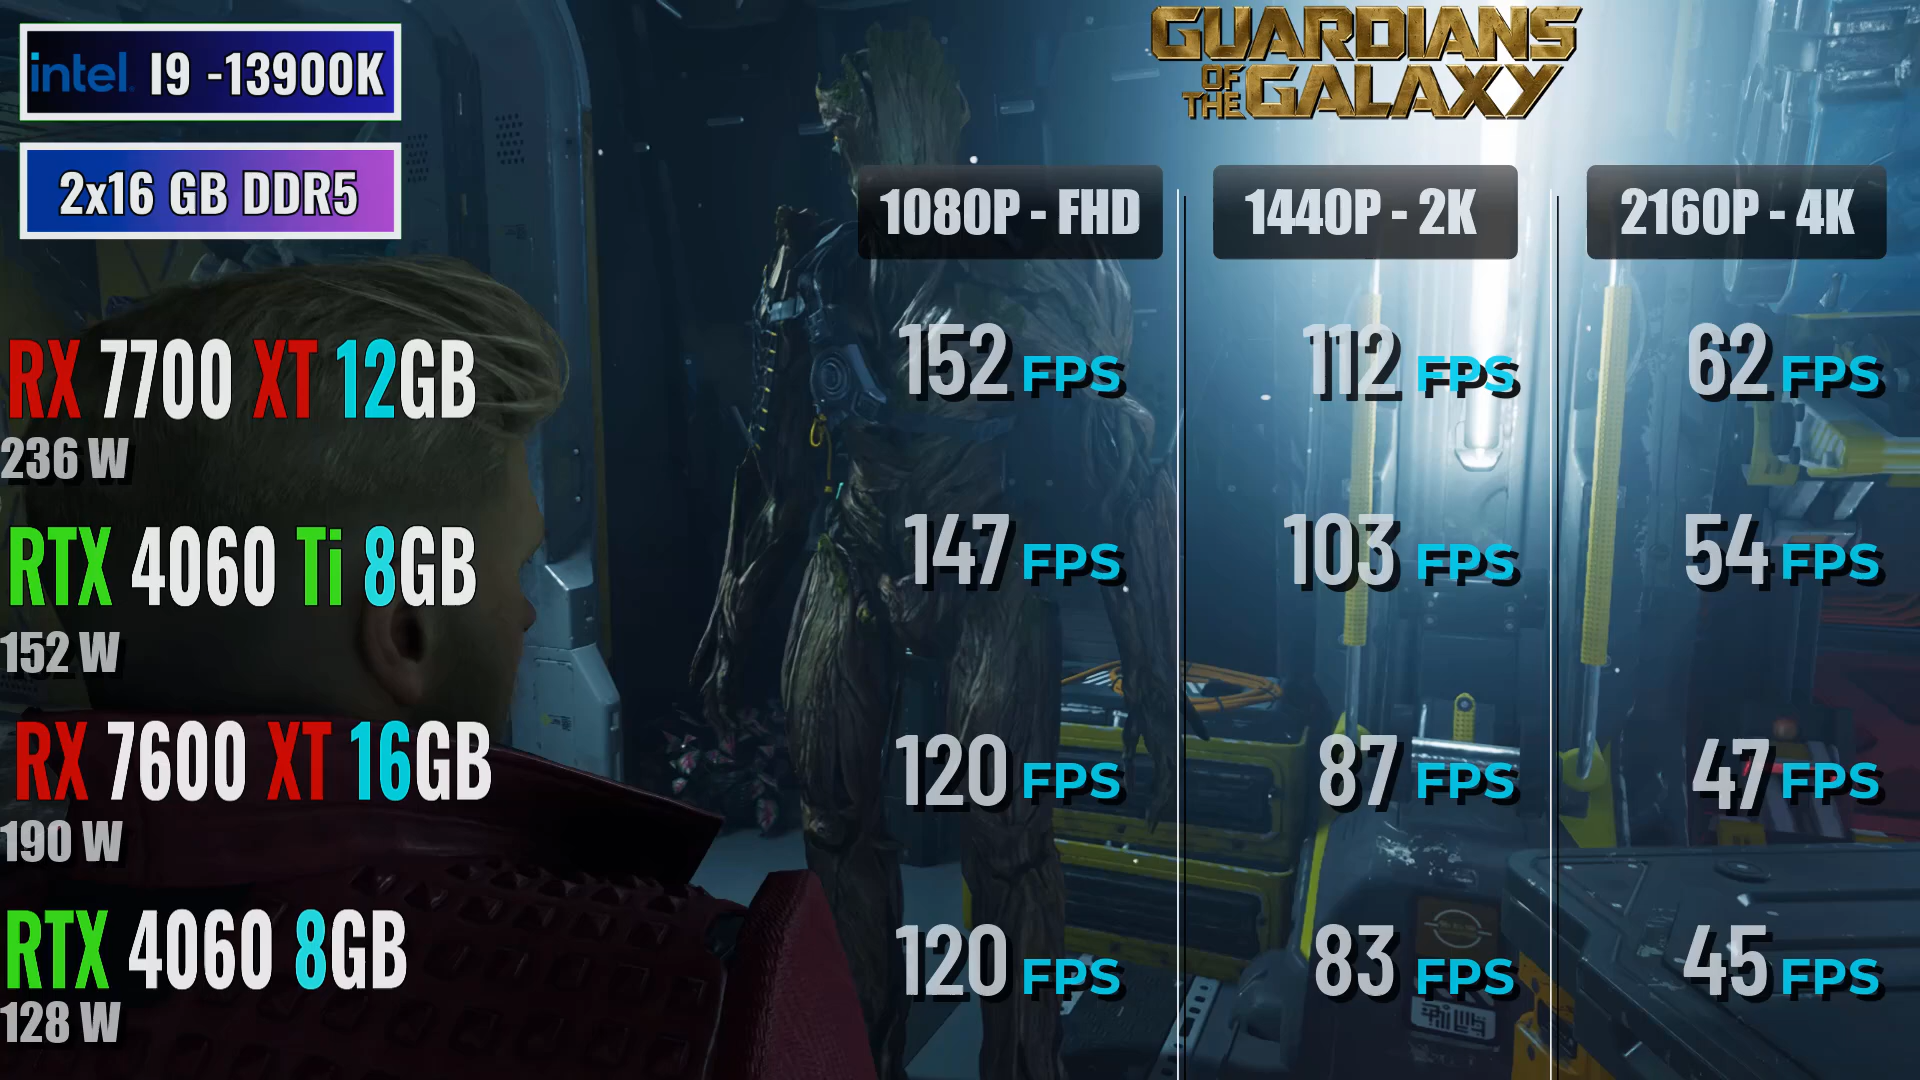 intel. I9 -13900K
2x16 GB DDR5
GUARDIANS
OF
THE GALAXY
1080P - FHD 1440P - 2K 2160P - 4K
RX 7700 XT 12GB 152 FPS 112 FPS 62 FPS
236 W
RTX 4060 Ti 8GB 147 FPS 103 FPS 54 FPS
152 W
RX 7600 XT 16GB 120 FPS 87 FPS 47 FPS
190 W
RTX 4060 8GB 120 FPS 83 FPS 45 FPS
128 W